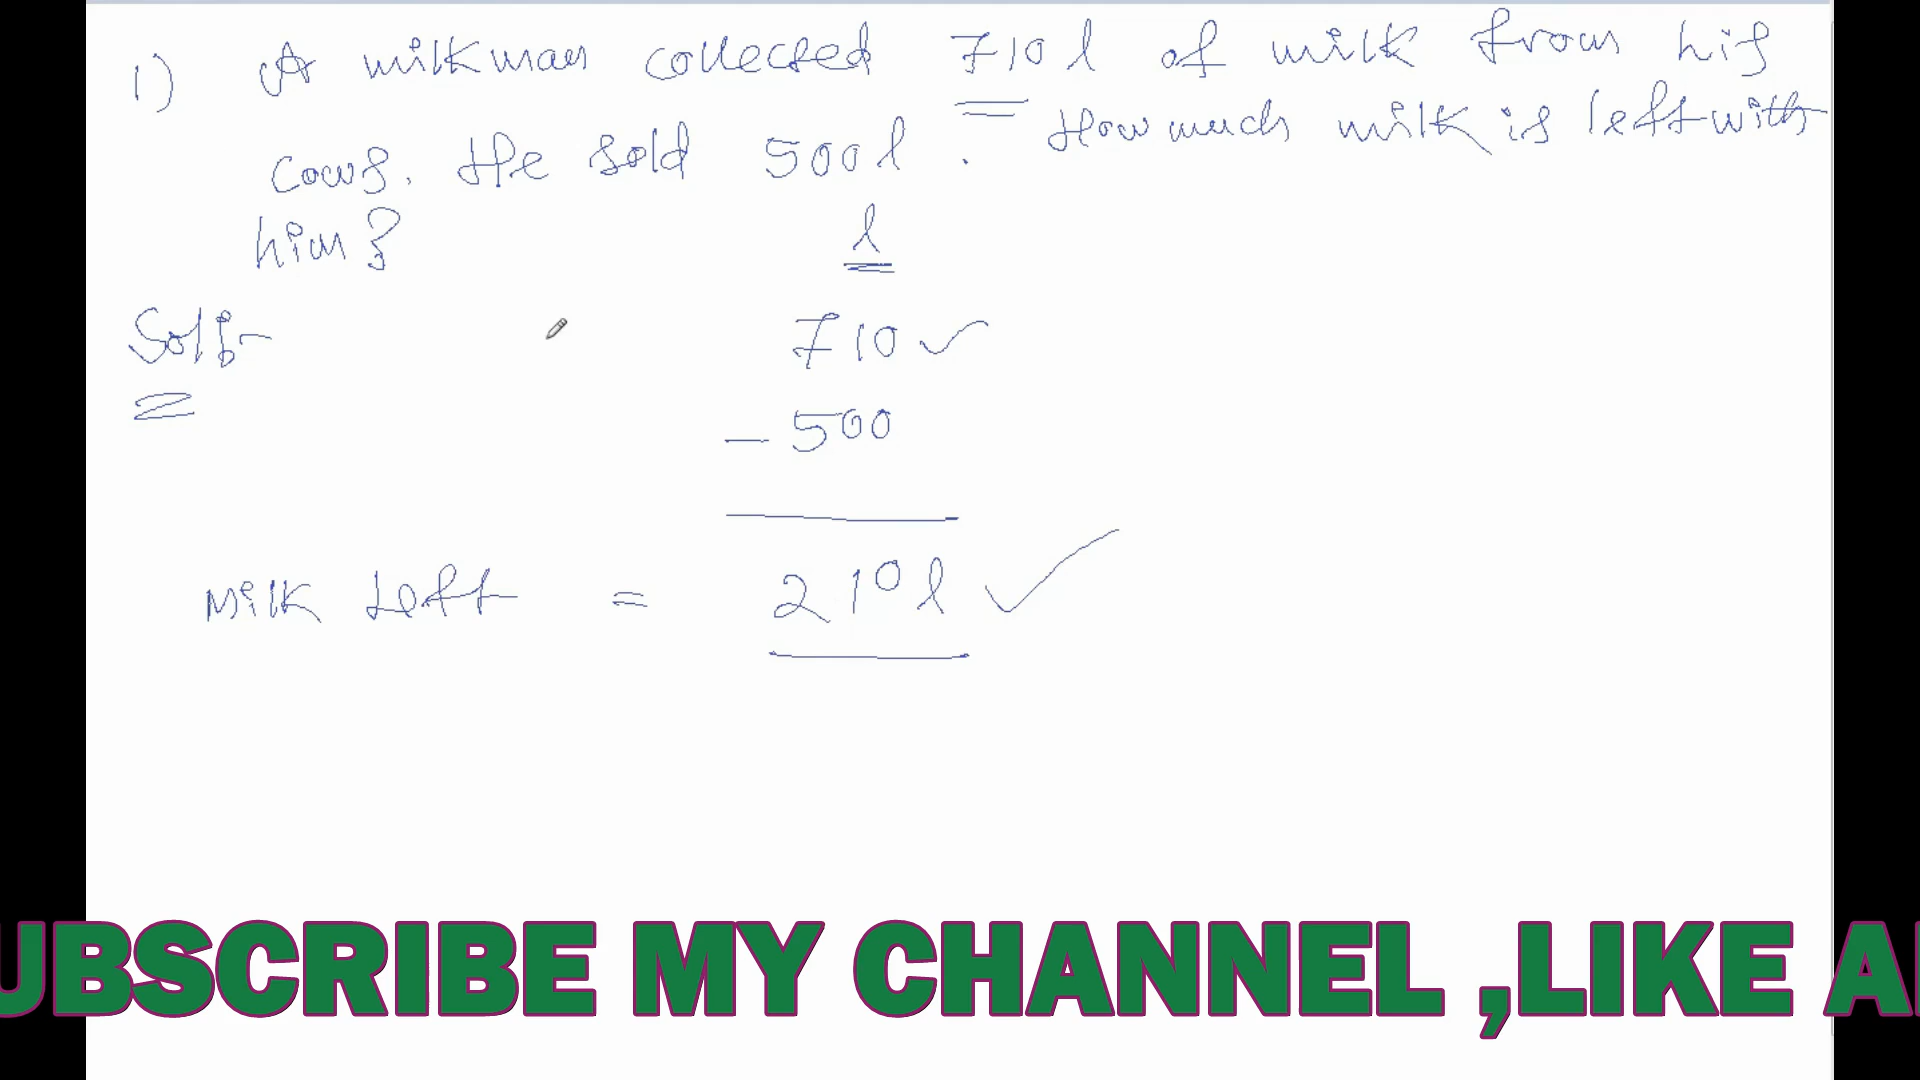 1) A milkman collected 710 l of milk from his
cows. He sold 500 l . How much milk is left with
him?
l
Sol:-
710
- 500
Milk Left = 210 l
UBSCRIBE MY CHANNEL ,LIKE A